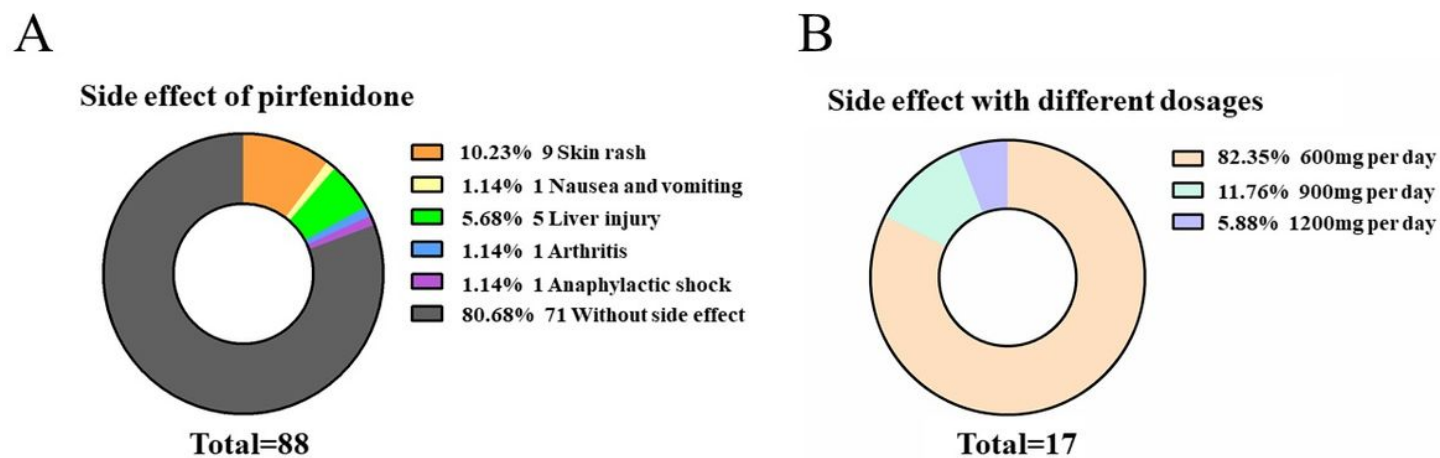 A
Side effect of pirfenidone
10.23% 9 Skin rash
1.14% 1 Nausea and vomiting
5.68% 5 Liver injury
1.14% 1 Arthritis
1.14% 1 Anaphylactic shock
80.68% 71 Without side effect
Total=88
B
Side effect with different dosages
82.35% 600mg per day
11.76% 900mg per day
5.88% 1200mg per day
Total=17